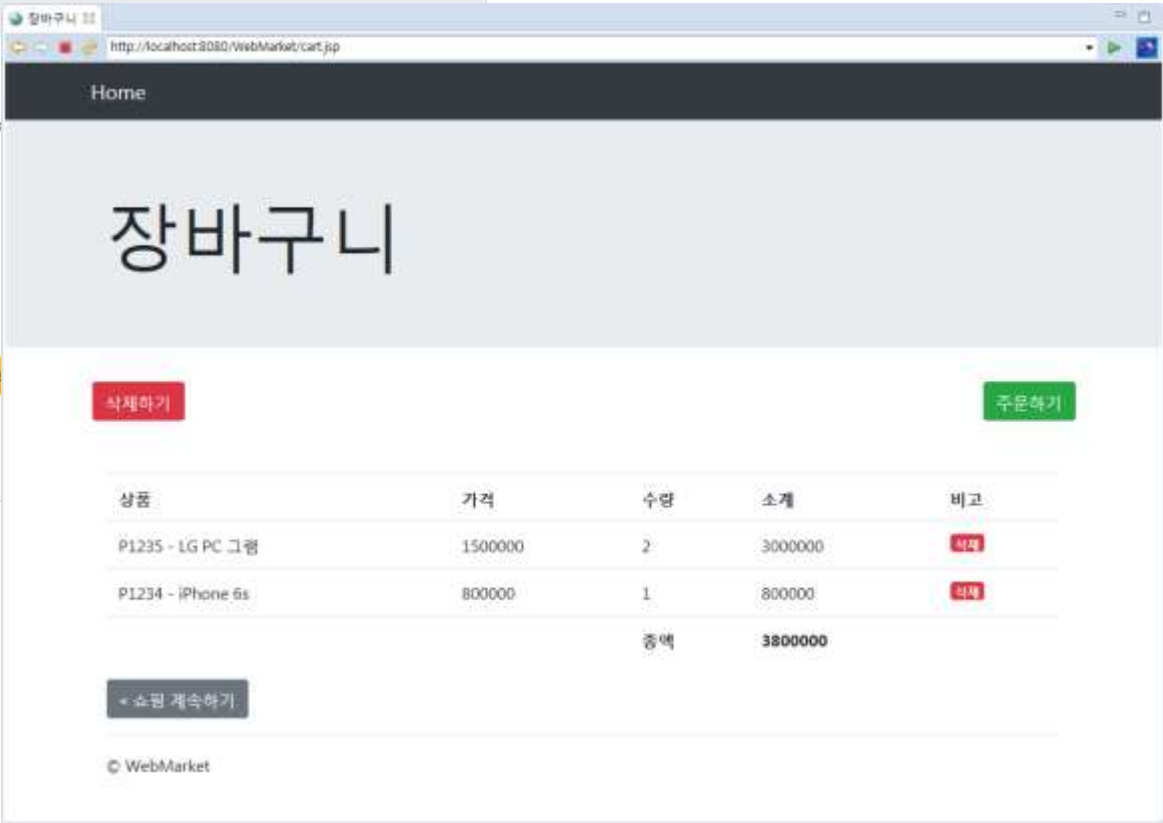 장바구니
http://localhost:8080/WebMarket/cart.jsp
Home
장바구니
삭제하기 주문하기
상품 가격 수량 소계 비고
P1235 - LG PC 그램 1500000 2 3000000 삭제
P1234 - iPhone 6s 800000 1 800000 삭제
총액 3800000
« 쇼핑 계속하기
© WebMarket